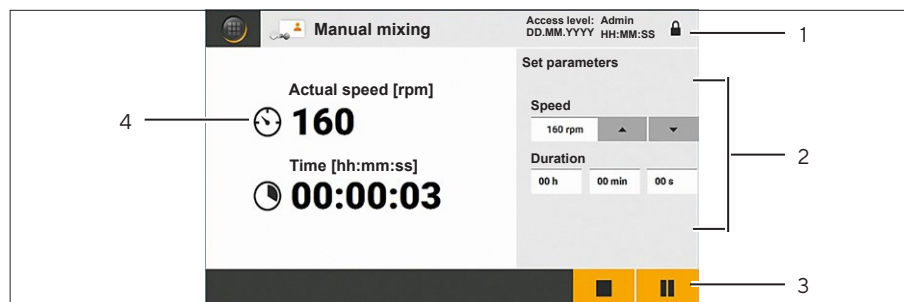 Manual mixing
Access level: Admin
DD.MM.YYYY HH:MM:SS
1
Set parameters
Actual speed [rpm]
4
160
Speed
160 rpm
2
Duration
00 h 00 min 00 s
Time [hh:mm:ss]
00:00:03
3